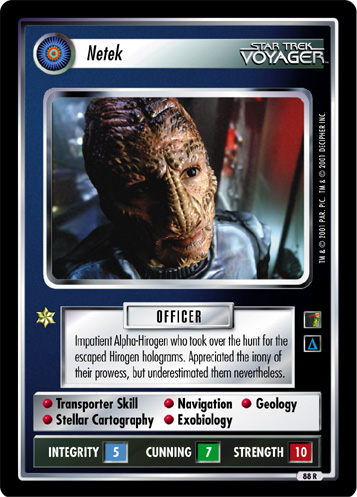 Netek
STAR TREK
VOYAGER
TM & © 2001 PAR. PIC. TM & © 2001 DECIPHER INC.
OFFICER
Impatient Alpha-Hirogen who took over the hunt for the
escaped Hirogen holograms. Appreciated the irony of
their prowess, but underestimated them nevertheless.
Δ
• Transporter Skill • Navigation • Geology
• Stellar Cartography • Exobiology
INTEGRITY 5 CUNNING 7 STRENGTH 10
88 R